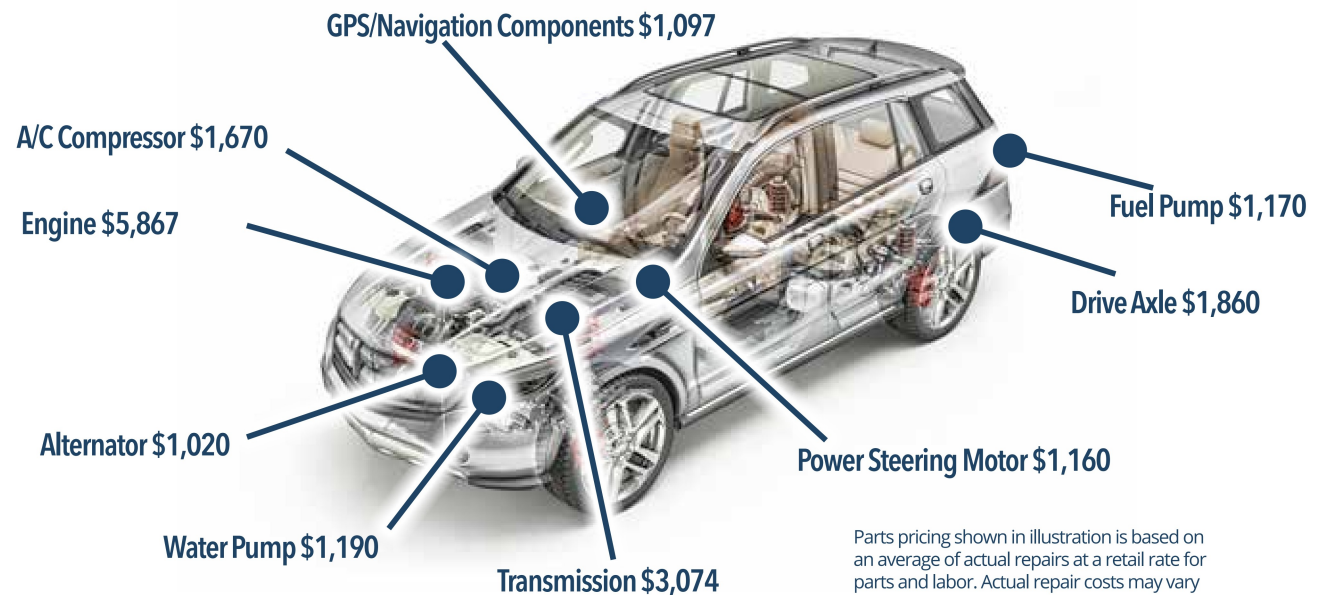 GPS/Navigation Components $1,097
A/C Compressor $1,670
Engine $5,867
Fuel Pump $1,170
Drive Axle $1,860
Alternator $1,020
Power Steering Motor $1,160
Water Pump $1,190
Transmission $3,074
Parts pricing shown in illustration is based on
an average of actual repairs at a retail rate for
parts and labor. Actual repair costs may vary